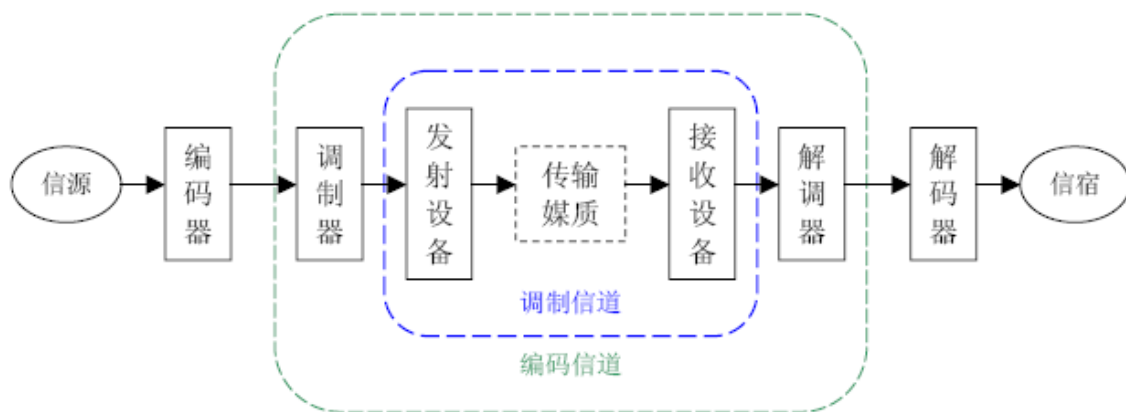 信源
编码器
调制器
发射设备
传输
媒质
接收设备
解调器
解码器
信宿
调制信道
编码信道